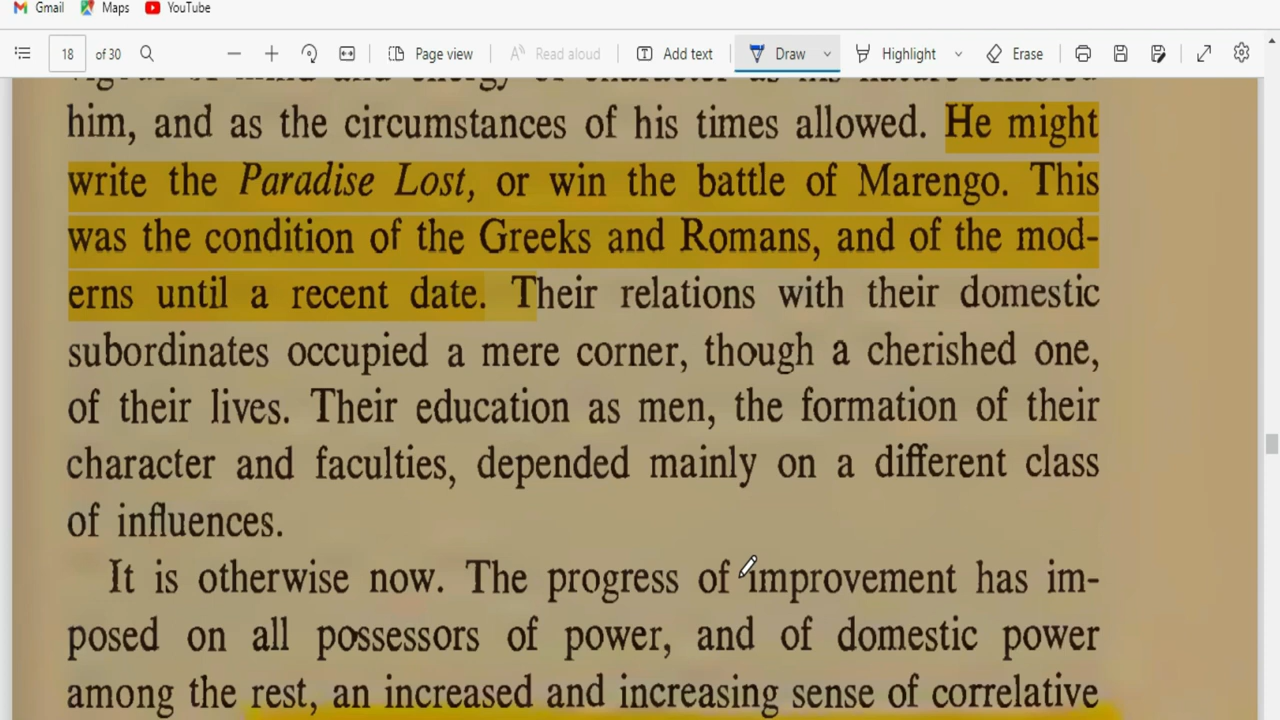 Gmail Maps YouTube
18 of 30 Page view Read aloud Add text Draw Highlight Erase
him, and as the circumstances of his times allowed. He might
write the Paradise Lost, or win the battle of Marengo. This
was the condition of the Greeks and Romans, and of the mod-
erns until a recent date. Their relations with their domestic
subordinates occupied a mere corner, though a cherished one,
of their lives. Their education as men, the formation of their
character and faculties, depended mainly on a different class
of influences.
It is otherwise now. The progress of improvement has im-
posed on all possessors of power, and of domestic power
among the rest, an increased and increasing sense of correlative